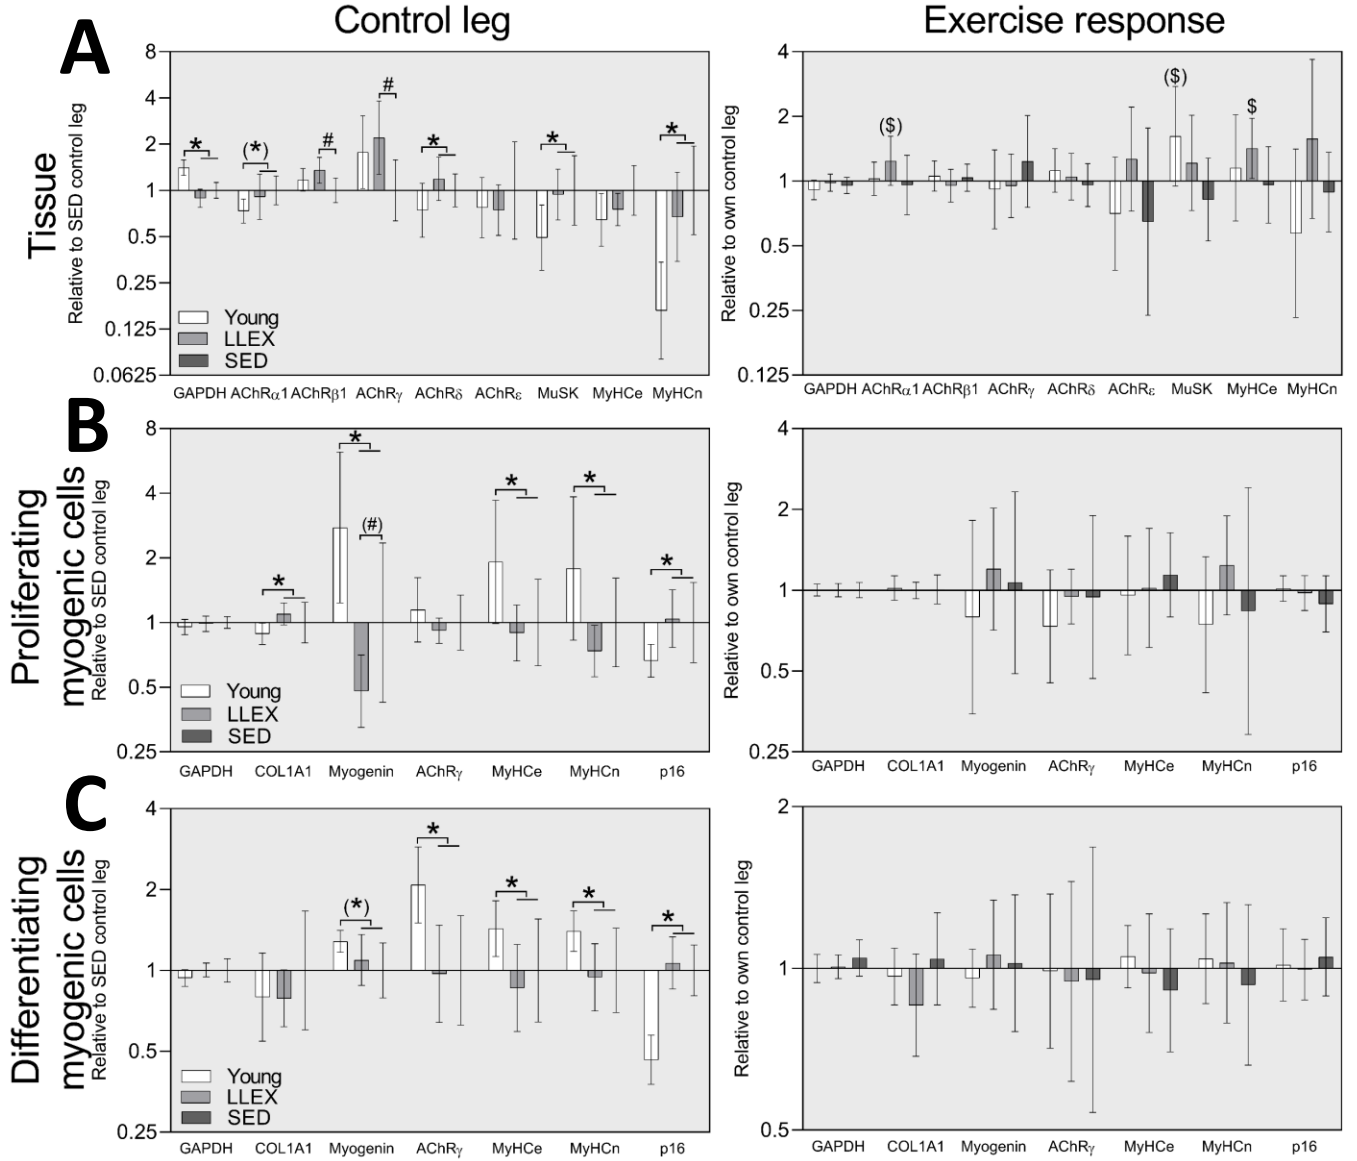 Control leg
Exercise response
A
Tissue
Relative to SED control leg
8
4
2
1
0.5
0.25
0.125
0.0625
*
(*)
#
#
*
*
*
Young
LLEX
SED
GAPDH AChRα1 AChRβ1 AChRγ AChRδ AChRε MuSK MyHCe MyHCn
Relative to own control leg
4
2
1
0.5
0.25
0.125
($)
($)
$
GAPDH AChRα1 AChRβ1 AChRγ AChRδ AChRε MuSK MyHCe MyHCn
B
Proliferating
myogenic cells
Relative to SED control leg
8
4
2
1
0.5
0.25
*
*
(#)
*
*
*
Young
LLEX
SED
GAPDH COL1A1 Myogenin AChRγ MyHCe MyHCn p16
Relative to own control leg
4
2
1
0.5
0.25
GAPDH COL1A1 Myogenin AChRγ MyHCe MyHCn p16
C
Differentiating
myogenic cells
Relative to SED control leg
4
2
1
0.5
0.25
(*)
*
*
*
*
Young
LLEX
SED
GAPDH COL1A1 Myogenin AChRγ MyHCe MyHCn p16
Relative to own control leg
2
1
0.5
GAPDH COL1A1 Myogenin AChRγ MyHCe MyHCn p16